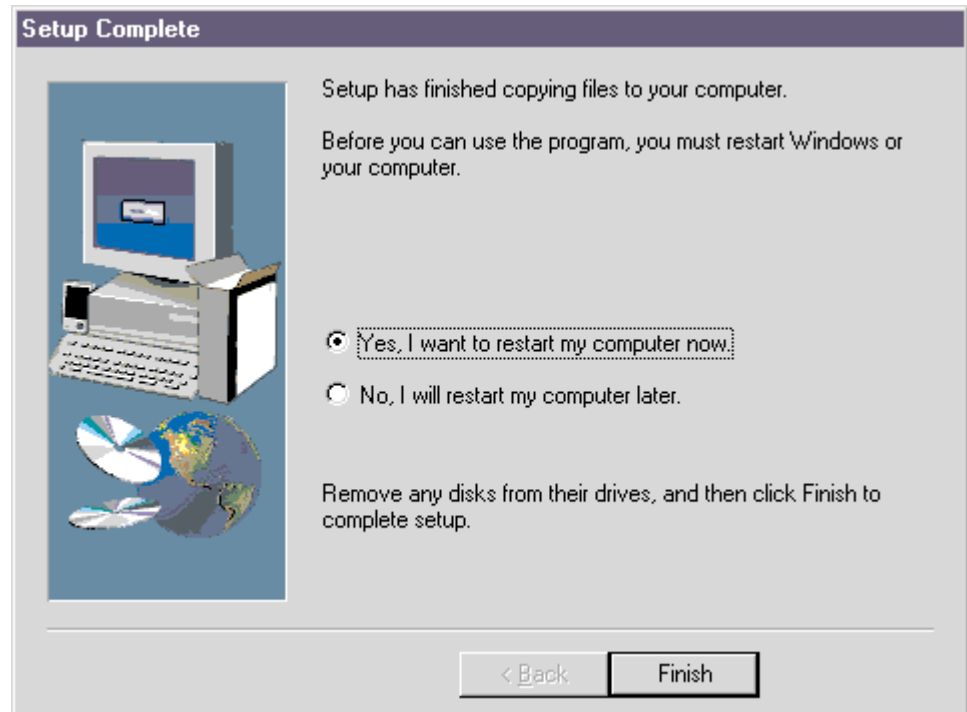 Setup Complete
Setup has finished copying files to your computer.
Before you can use the program, you must restart Windows or
your computer.
Yes, I want to restart my computer now.
No, I will restart my computer later.
Remove any disks from their drives, and then click Finish to
complete setup.
< Back
Finish